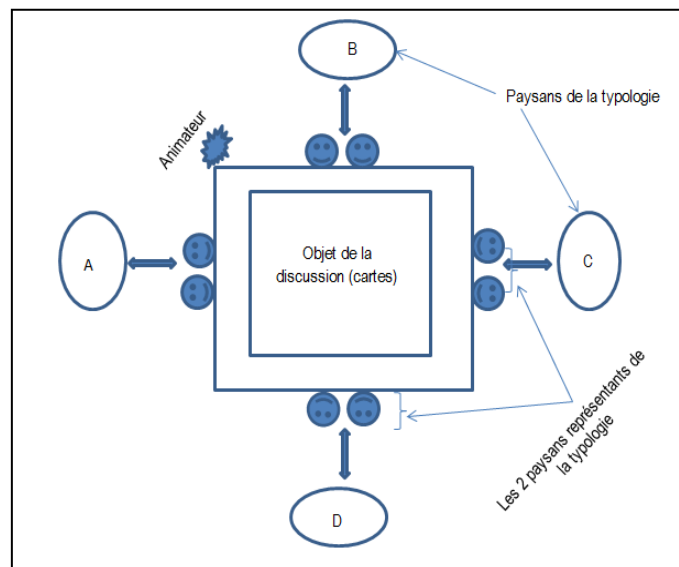 B
Paysans de la typologie
Animateur
A
Objet de la
discussion (cartes)
C
Les 2 paysans représentants de
la typologie
D